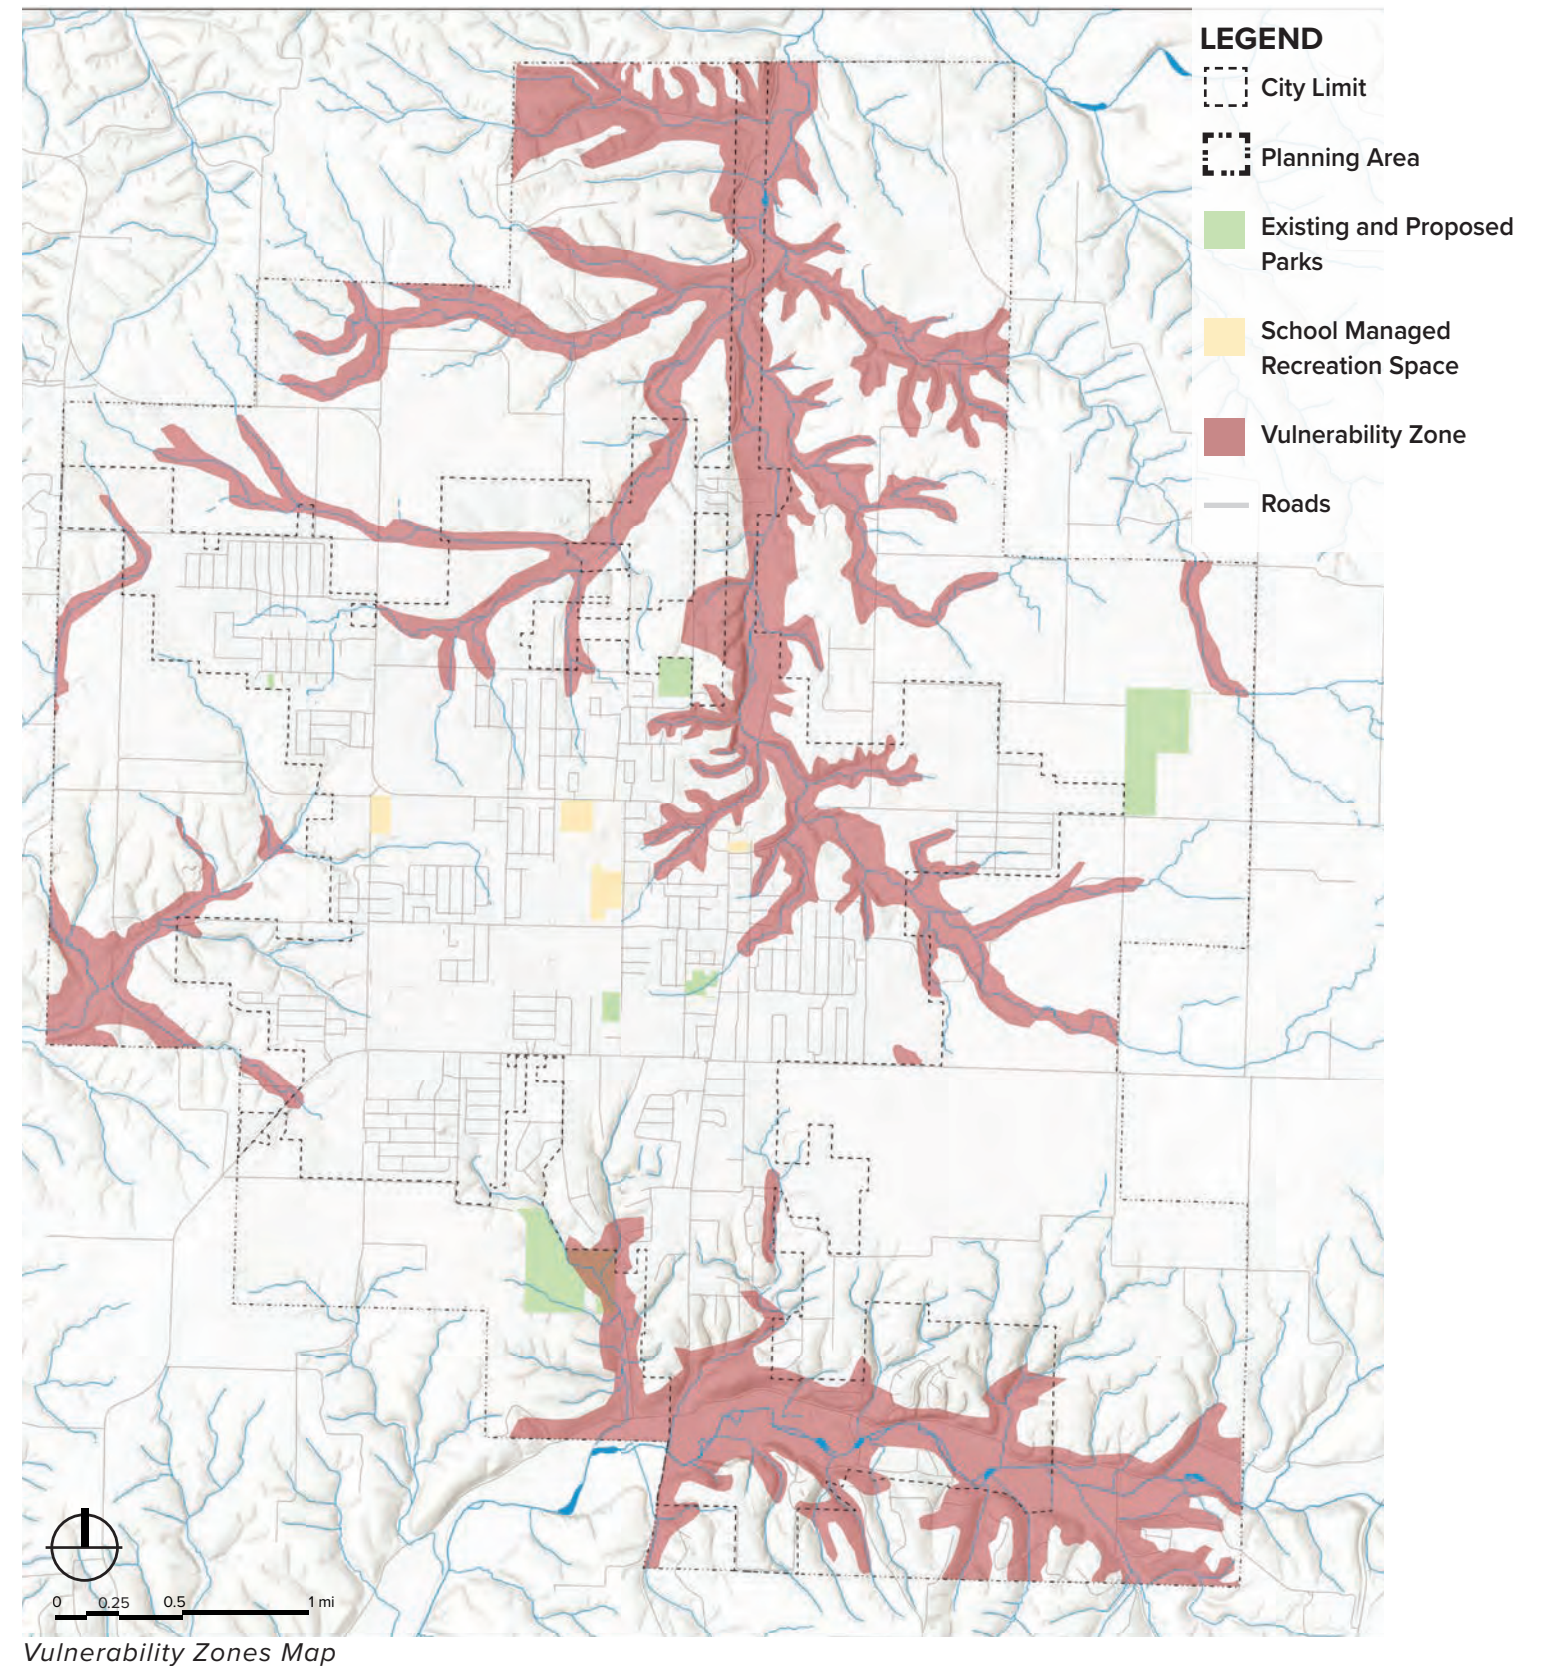 LEGEND
City Limit
Planning Area
Existing and Proposed
Parks
School Managed
Recreation Space
Vulnerability Zone
Roads
0 0.25 0.5 1 mi
Vulnerability Zones Map